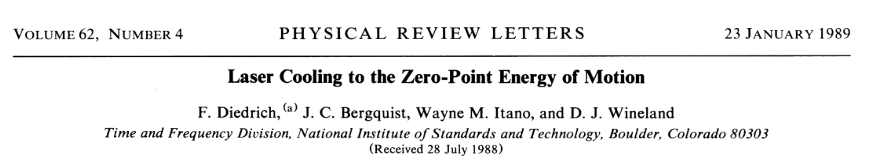 VOLUME 62, NUMBER 4 PHYSICAL REVIEW LETTERS 23 JANUARY 1989
Laser Cooling to the Zero-Point Energy of Motion
F. Diedrich, (a) J. C. Bergquist, Wayne M. Itano, and D. J. Wineland
Time and Frequency Division, National Institute of Standards and Technology, Boulder, Colorado 80303
(Received 28 July 1988)